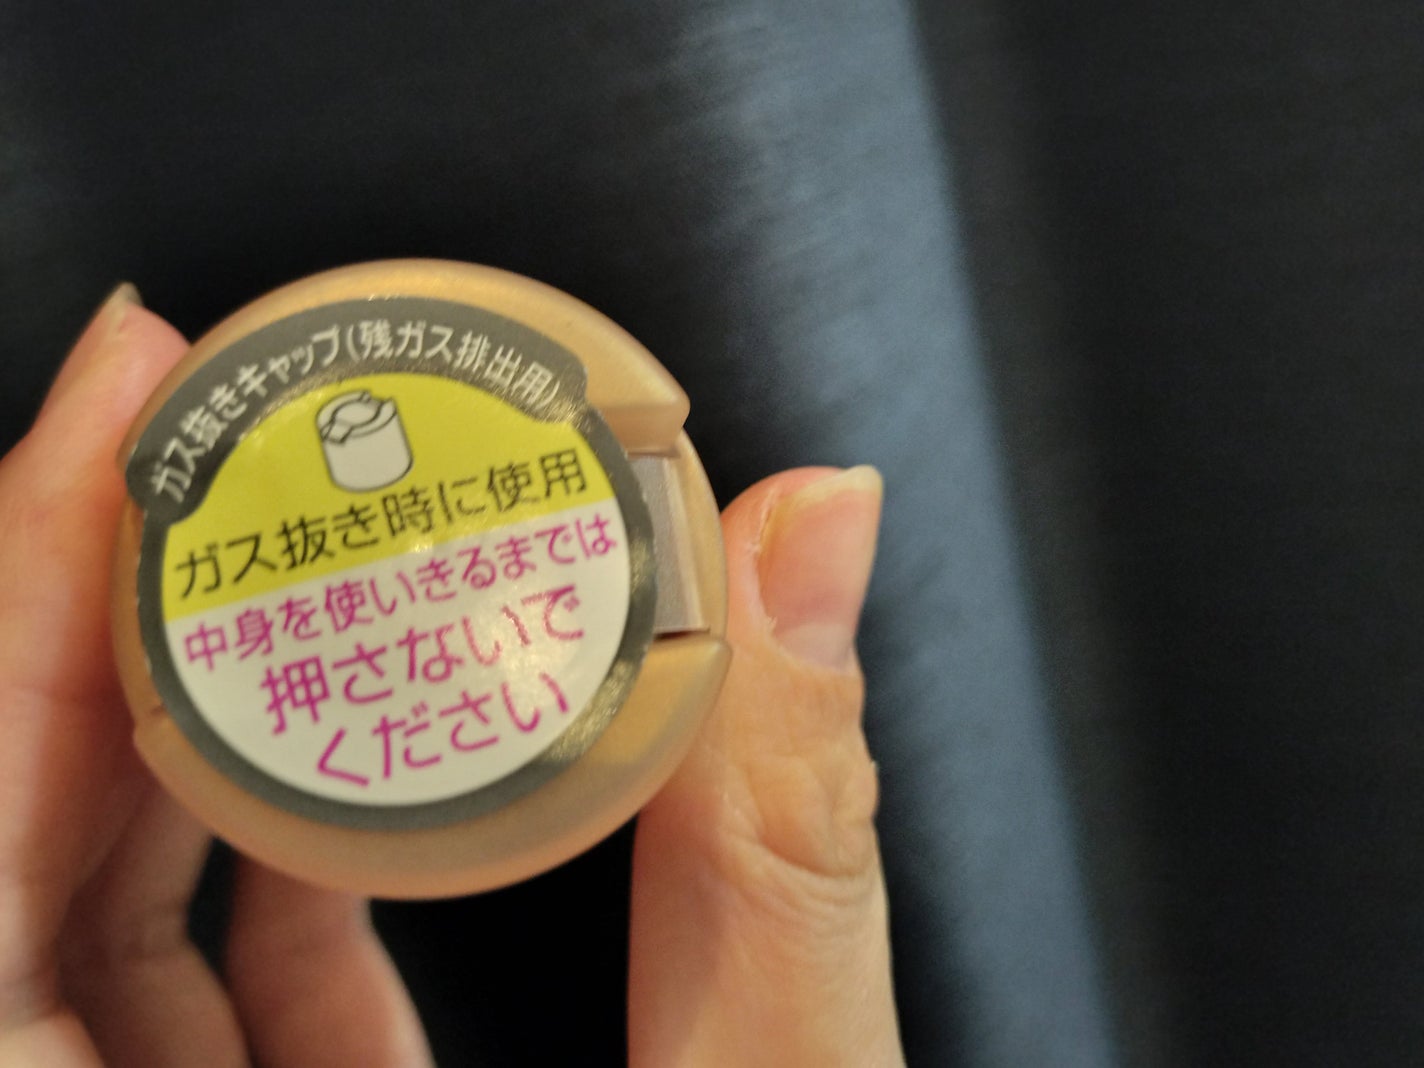 ガス抜きキャップ(残ガス排出用)
ガス抜き時に使用
中身を使いきるまでは
押さないで
ください